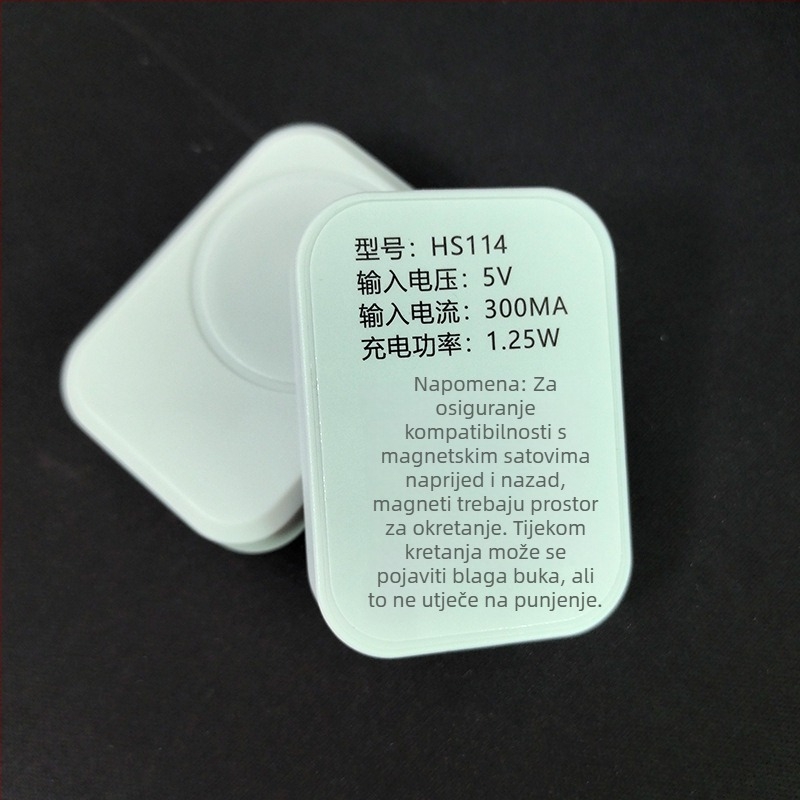 型号：HS114
输入电压：5V
输入电流：300MA
充电功率：1.25W
Napomena: Za
osiguranje
kompatibilnosti s
magnetskim satovima
naprijed i nazad,
magneti trebaju prostor
za okretanje. Tijekom
kretanja može se
pojaviti blaga buka, ali
to ne utječe na punjenje.